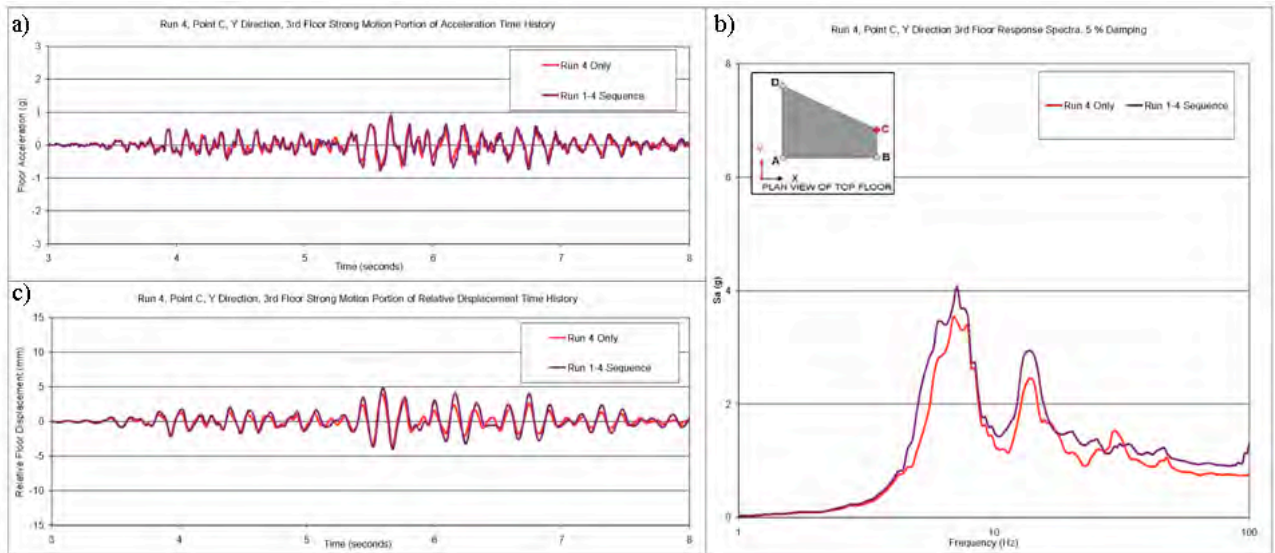 a)
Run 4, Point C, Y Direction, 3rd Floor Strong Motion Portion of Acceleration Time History
Floor Acceleration (g)
3
2
1
0
-1
-2
-3
Run 4 Only
Run 1-4 Sequence
3 4 5 6 7 8
Time (seconds)
c)
Run 4, Point C, Y Direction, 3rd Floor Strong Motion Portion of Relative Displacement Time History
Relative Floor Displacement (mm)
15
10
5
0
-5
-10
-15
Run 4 Only
Run 1-4 Sequence
3 4 5 6 7 8
Time (seconds)
b)
Run 4, Point C, Y Direction 3rd Floor Response Spectra. 5 % Damping
Sa (g)
8
6
4
2
0
D
C
A
B
Y
X
PLAN VIEW OF TOP FLOOR
Run 4 Only Run 1-4 Sequence
1 10 100
Frequency (Hz)